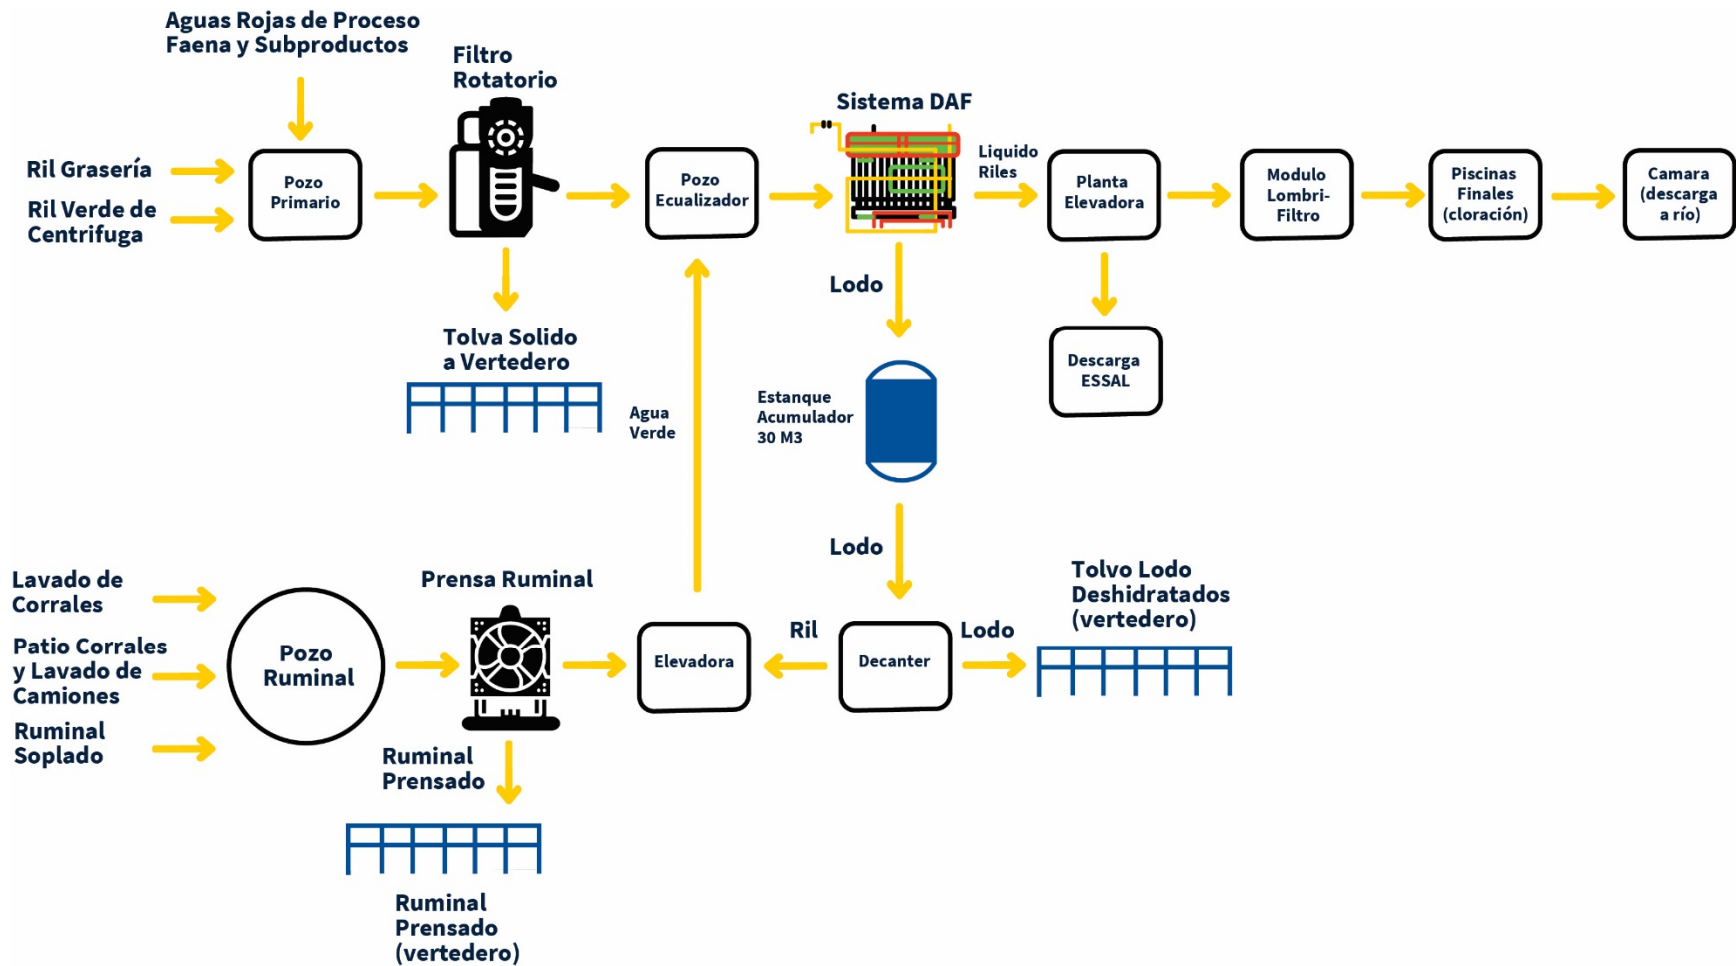 Aguas Rojas de Proceso
Faena y Subproductos
Filtro
Rotatorio
Sistema DAF
Ril Grasería
Ril Verde de
Centrifuga
Pozo
Primario
Pozo
Ecualizador
Liquido
Riles
Planta
Elevadora
Modulo
Lombri-
Filtro
Piscinas
Finales
(cloración)
Camara
(descarga
a río)
Lodo
Tolva Solido
a Vertedero
Descarga
ESSAL
Agua
Verde
Estanque
Acumulador
30 M3
Lodo
Lavado de
Corrales
Patio Corrales
y Lavado de
Camiones
Ruminal
Soplado
Pozo
Ruminal
Prensa Ruminal
Elevadora
Ril
Decanter
Lodo
Tolvo Lodo
Deshidratados
(vertedero)
Ruminal
Prensado
Ruminal
Prensado
(vertedero)